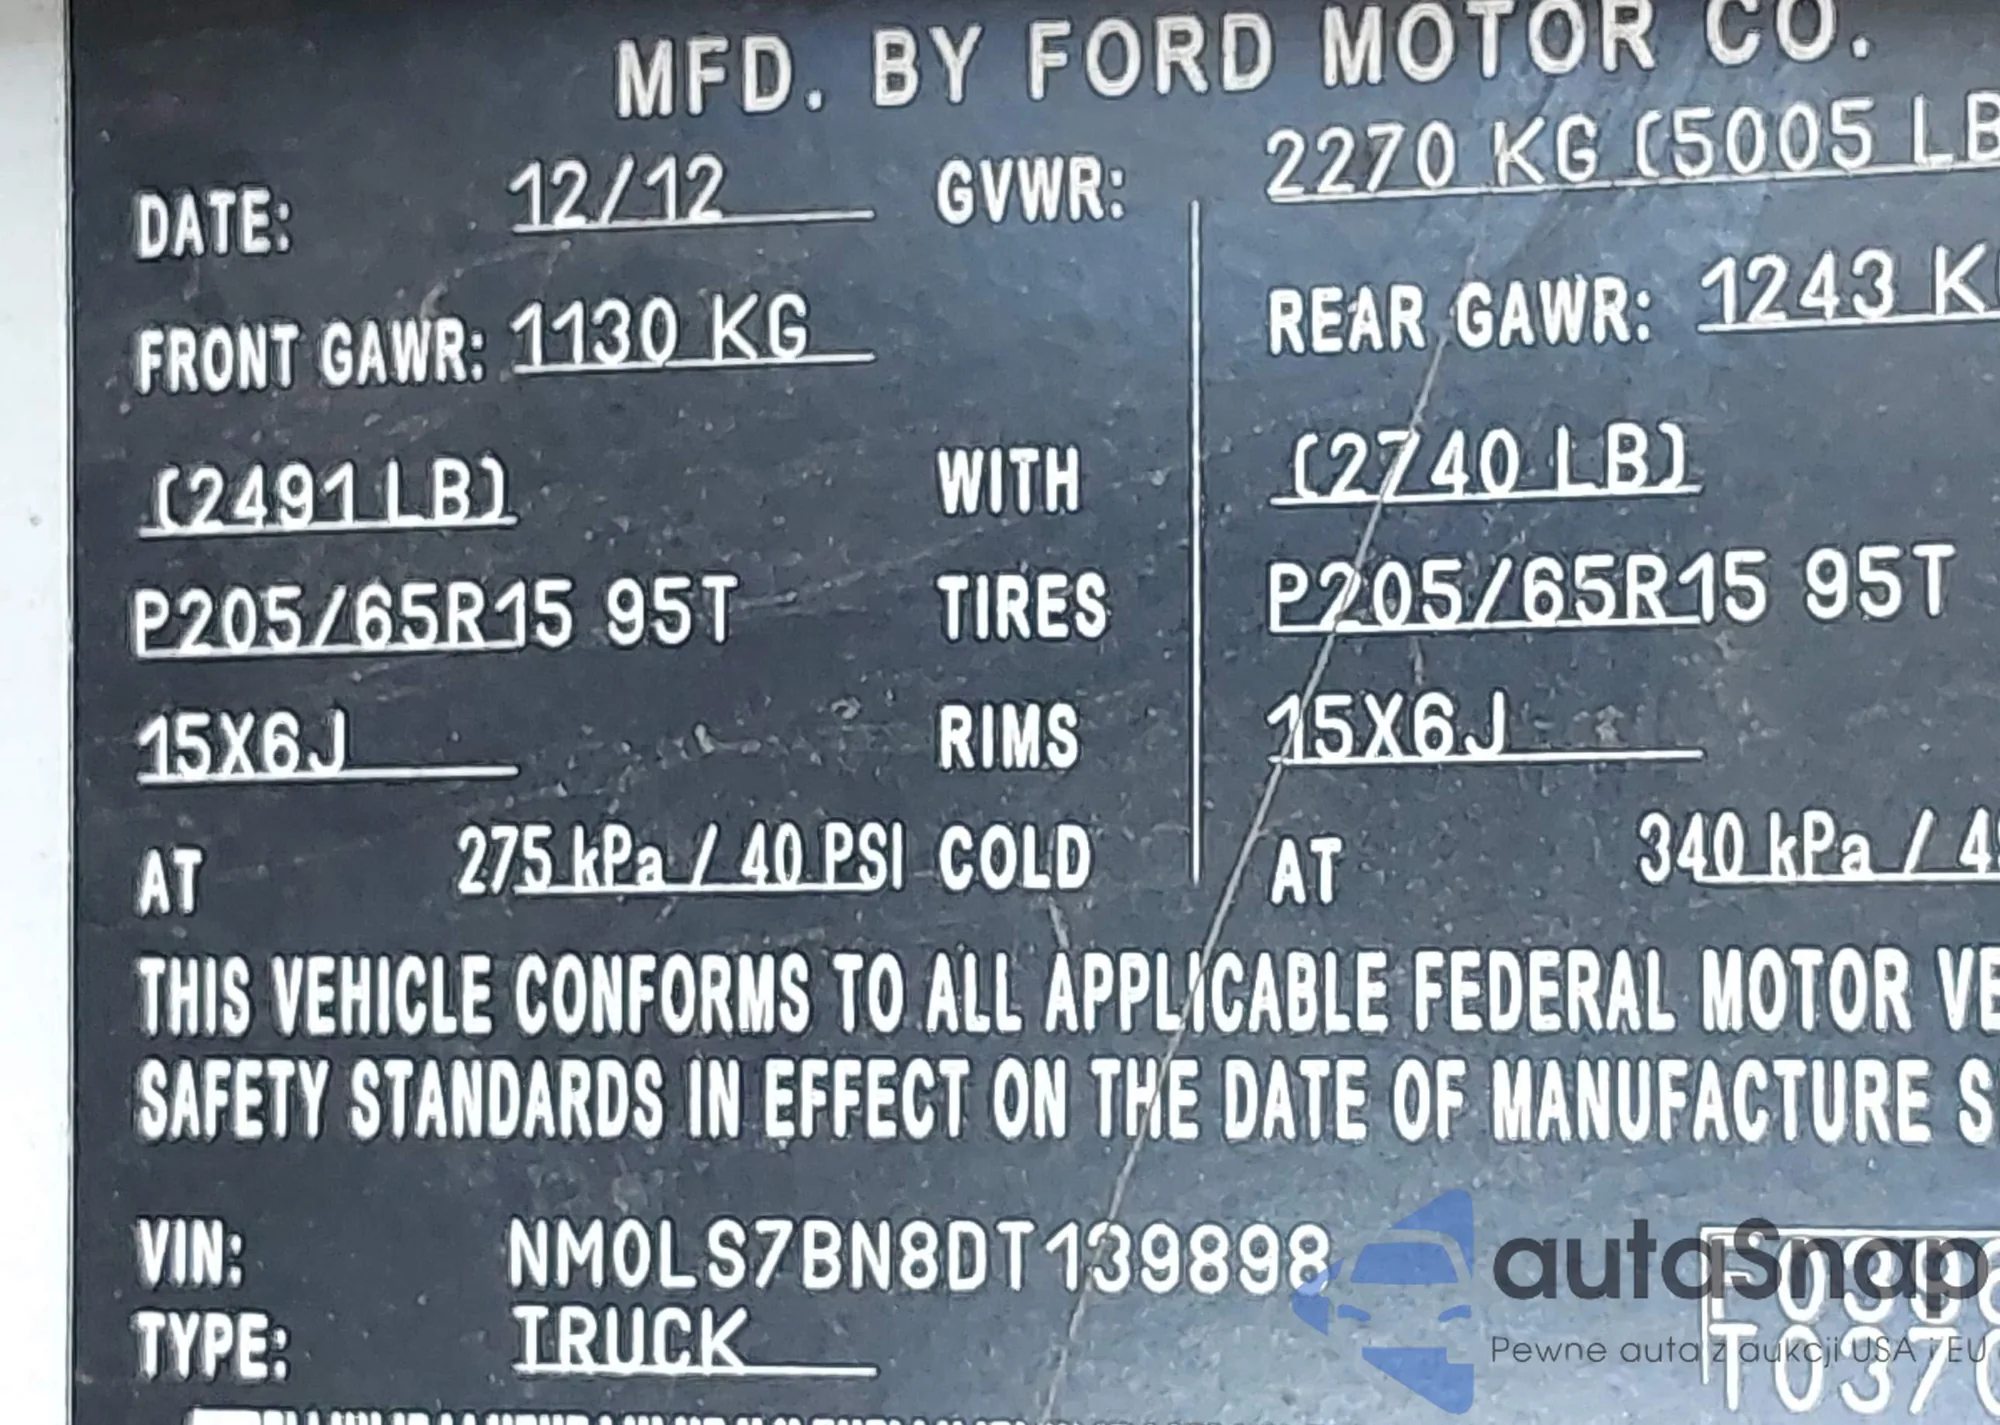 MFD. BY FORD MOTOR CO.
DATE: 12/12 GVWR: 2270 KG (5005 LB
FRONT GAWR: 1130 KG REAR GAWR: 1243 K
(2491 LB) WITH (2740 LB)
P205/65R15 95T TIRES P205/65R15 95T
15X6J RIMS 15X6J
AT 275 kPa / 40 PSI COLD AT 340 kPa / 4
THIS VEHICLE CONFORMS TO ALL APPLICABLE FEDERAL MOTOR VE
SAFETY STANDARDS IN EFFECT ON THE DATE OF MANUFACTURE S
VIN: NM0LS7BN8DT139898
TYPE: TRUCK
autaSnap
Pewne auta z aukcji USA i EU
T037